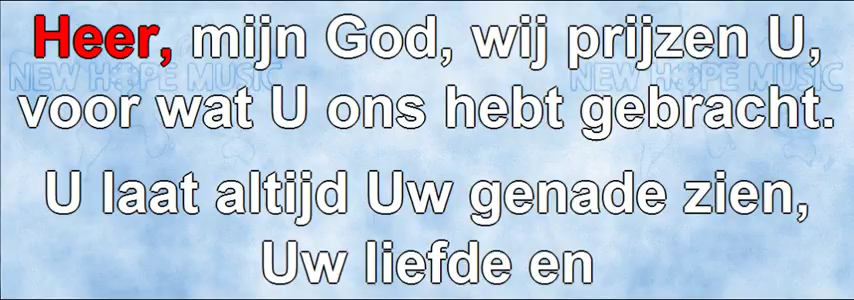 Heer, mijn God, wij prijzen U,
NEW HOPE MUSIC NEW HOPE MUSIC
voor wat U ons hebt gebracht.
U laat altijd Uw genade zien,
Uw liefde en